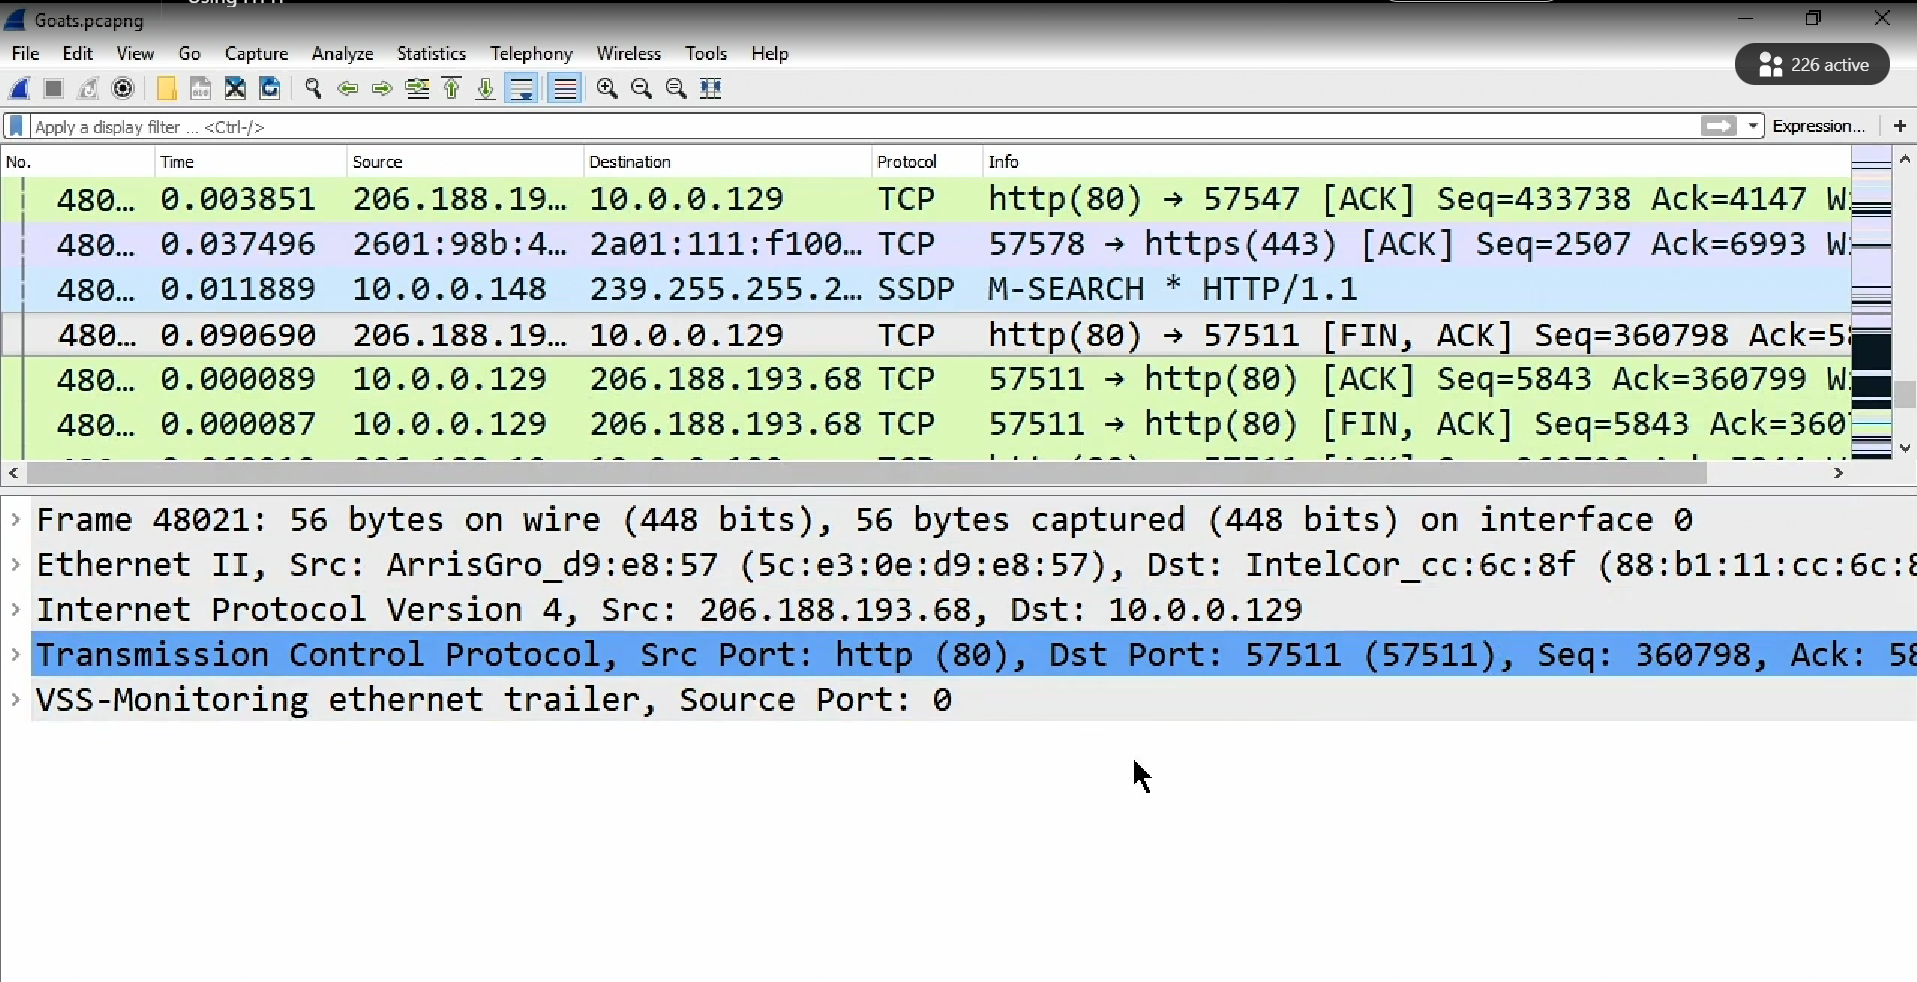 Goats.pcapng
File Edit View Go Capture Analyze Statistics Telephony Wireless Tools Help
226 active
Apply a display filter ... <Ctrl-/>
Expression...
No. Time Source Destination Protocol Info
480... 0.003851 206.188.19... 10.0.0.129 TCP http(80) → 57547 [ACK] Seq=433738 Ack=4147
480... 0.037496 2601:98b:4... 2a01:111:f100... TCP 57578 → https(443) [ACK] Seq=2507 Ack=6993
480... 0.011889 10.0.0.148 239.255.255.2... SSDP M-SEARCH * HTTP/1.1
480... 0.090690 206.188.19... 10.0.0.129 TCP http(80) → 57511 [FIN, ACK] Seq=360798 Ack=5
480... 0.000089 10.0.0.129 206.188.193.68 TCP 57511 → http(80) [ACK] Seq=5843 Ack=360799
480... 0.000087 10.0.0.129 206.188.193.68 TCP 57511 → http(80) [FIN, ACK] Seq=5843 Ack=360
Frame 48021: 56 bytes on wire (448 bits), 56 bytes captured (448 bits) on interface 0
Ethernet II, Src: ArrisGro_d9:e8:57 (5c:e3:0e:d9:e8:57), Dst: IntelCor_cc:6c:8f (88:b1:11:cc:6c:8
Internet Protocol Version 4, Src: 206.188.193.68, Dst: 10.0.0.129
Transmission Control Protocol, Src Port: http (80), Dst Port: 57511 (57511), Seq: 360798, Ack: 58
VSS-Monitoring ethernet trailer, Source Port: 0